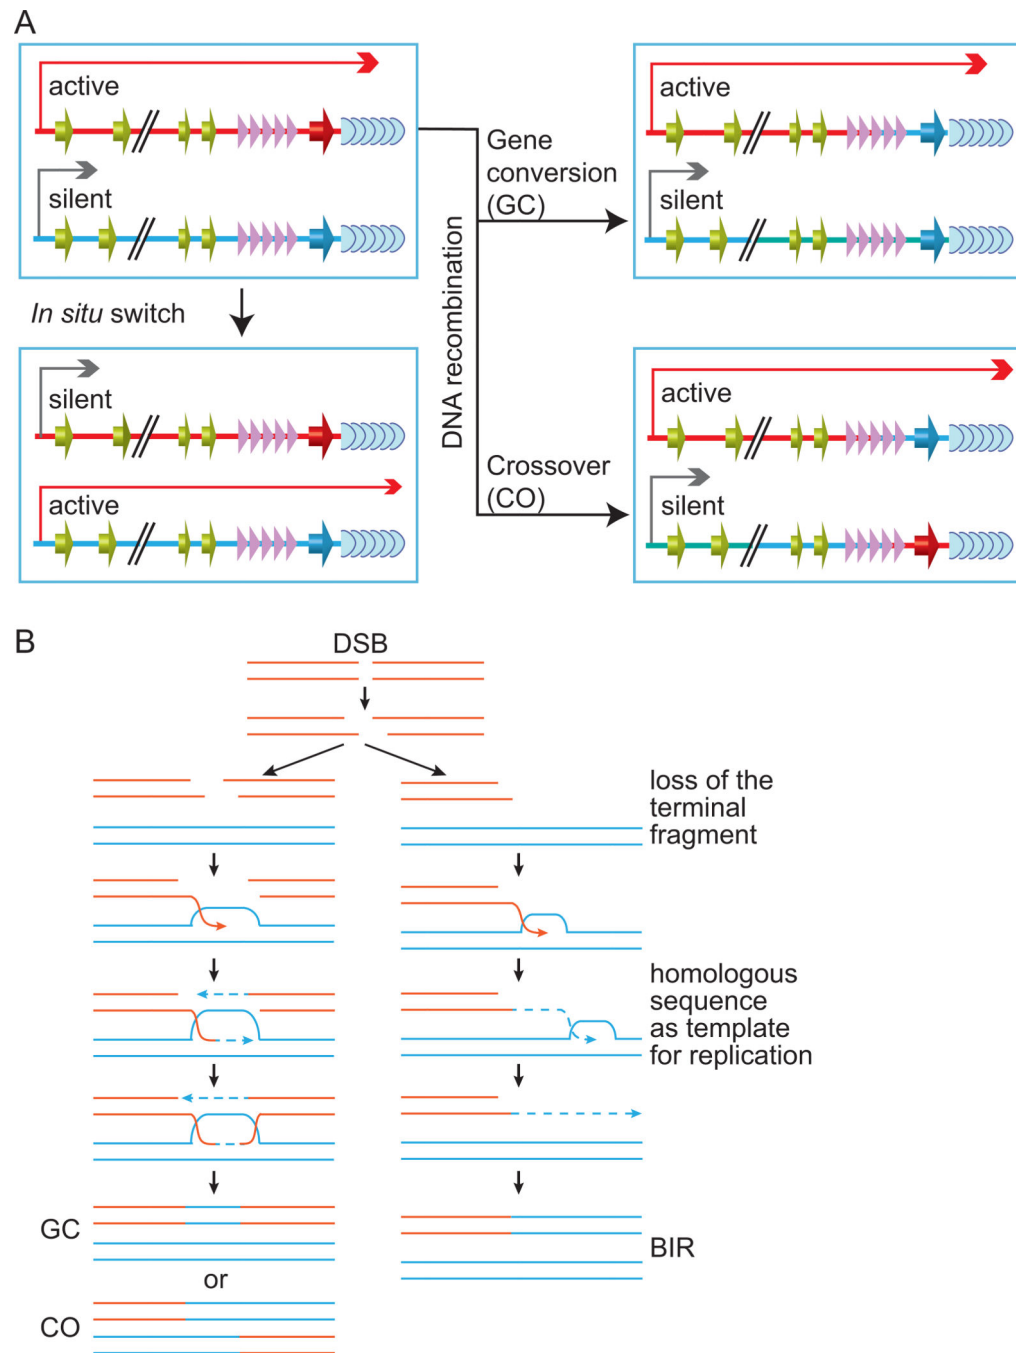 A
active
silent
In situ switch
silent
active
DNA recombination
Gene
conversion
(GC)
Crossover
(CO)
active
silent
active
silent
B
DSB
loss of the
terminal
fragment
homologous
sequence
as template
for replication
GC
or
CO
BIR